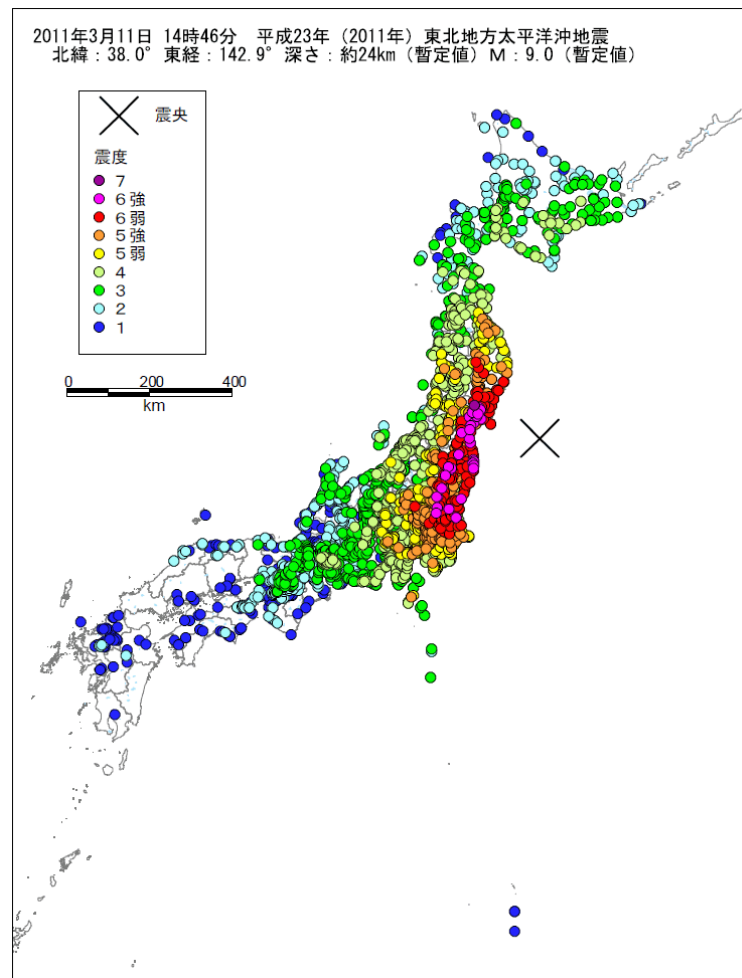 2011年3月11日 14時46分 平成23年（2011年）東北地方太平洋沖地震
北緯：38.0° 東経：142.9° 深さ：約24km（暫定値）M：9.0（暫定値）
震央
震度
7
6強
6弱
5強
5弱
4
3
2
1
0 200 400
km